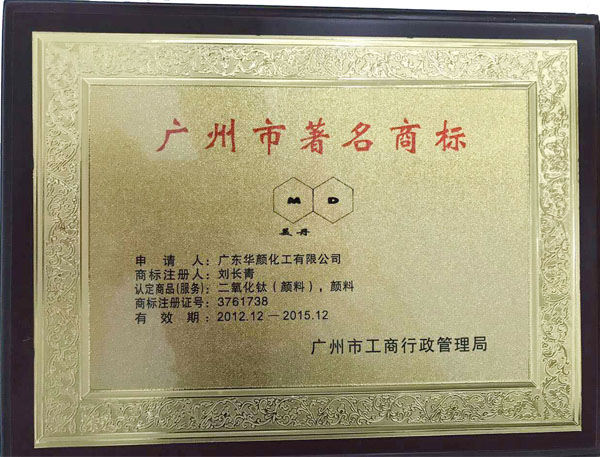 广州市著名商标
M D
美丹
申请人：广东华颜化工有限公司
商标注册人：刘长青
认定商品(服务)：二氧化钛（颜料），颜料
商标注册证号：3761738
有效期：2012.12—2015.12
广州市工商行政管理局